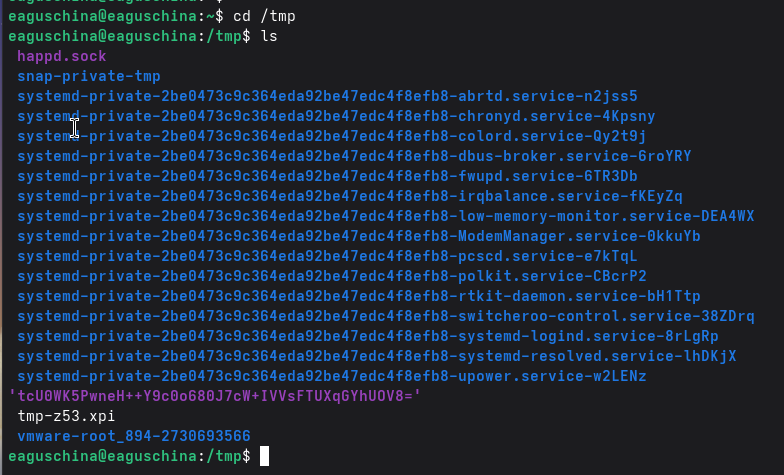 eaguschina@eaguschina:~$ cd /tmp
eaguschina@eaguschina:/tmp$ ls
happd.sock
snap-private-tmp
systemd-private-2be0473c9c364eda92be47edc4f8efb8-abrtd.service-n2jss5
systemd-private-2be0473c9c364eda92be47edc4f8efb8-chronyd.service-4Kpsny
systemd-private-2be0473c9c364eda92be47edc4f8efb8-colord.service-Qy2t9j
systemd-private-2be0473c9c364eda92be47edc4f8efb8-dbus-broker.service-6roYRY
systemd-private-2be0473c9c364eda92be47edc4f8efb8-fwupd.service-6TR3Db
systemd-private-2be0473c9c364eda92be47edc4f8efb8-irqbalance.service-fKEyZq
systemd-private-2be0473c9c364eda92be47edc4f8efb8-low-memory-monitor.service-DEA4WX
systemd-private-2be0473c9c364eda92be47edc4f8efb8-ModemManager.service-0kkuYb
systemd-private-2be0473c9c364eda92be47edc4f8efb8-pcscd.service-e7kTqL
systemd-private-2be0473c9c364eda92be47edc4f8efb8-polkit.service-CBcrP2
systemd-private-2be0473c9c364eda92be47edc4f8efb8-rtkit-daemon.service-bH1Ttp
systemd-private-2be0473c9c364eda92be47edc4f8efb8-switcheroo-control.service-38ZDrq
systemd-private-2be0473c9c364eda92be47edc4f8efb8-systemd-logind.service-8rLgRp
systemd-private-2be0473c9c364eda92be47edc4f8efb8-systemd-resolved.service-lhDKjX
systemd-private-2be0473c9c364eda92be47edc4f8efb8-upower.service-w2LENz
'tcU0WK5PwneH++Y9c0o680J7cW+IVVsFTUXqGYhUOV8='
tmp-z53.xpi
vmware-root_894-2730693566
eaguschina@eaguschina:/tmp$